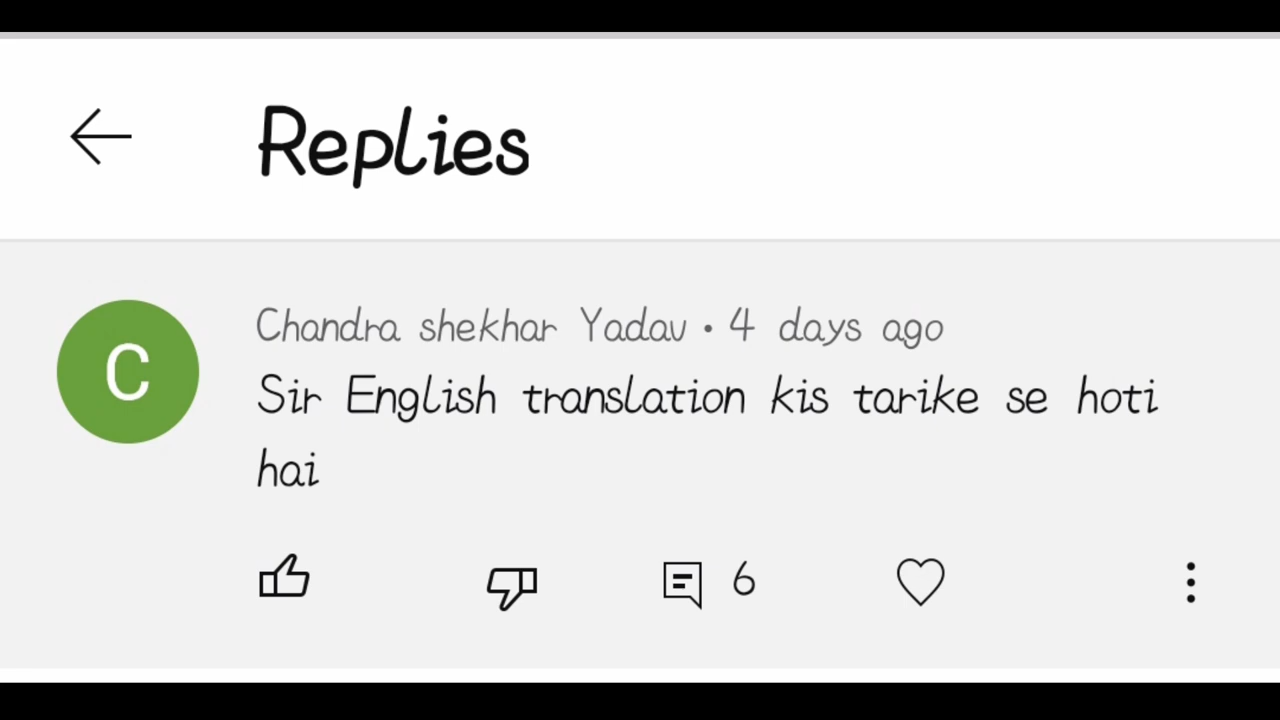 Replies
C
Chandra shekhar Yadav • 4 days ago
Sir English translation kis tarike se hoti
hai
6